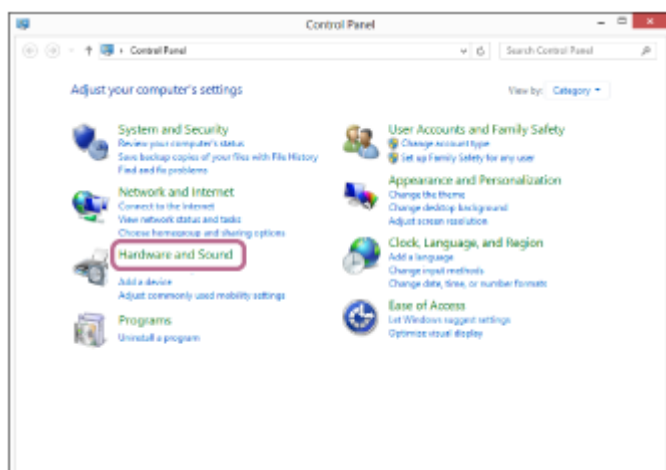 Control Panel
Control Panel
Search Control Panel
Adjust your computer's settings
View by: Category
System and Security
Review your computer's status
Save backup copies of your files with File History
Find and fix problems
Network and Internet
Connect to the Internet
View network status and tasks
Choose homegroup and sharing options
Hardware and Sound
Add a device
Adjust commonly used mobility settings
Programs
Uninstall a program
User Accounts and Family Safety
Change account type
Set up Family Safety for any user
Appearance and Personalization
Change the theme
Change desktop background
Adjust screen resolution
Clock, Language, and Region
Add a language
Change input methods
Change date, time, or number formats
Ease of Access
Let Windows suggest settings
Optimize visual display